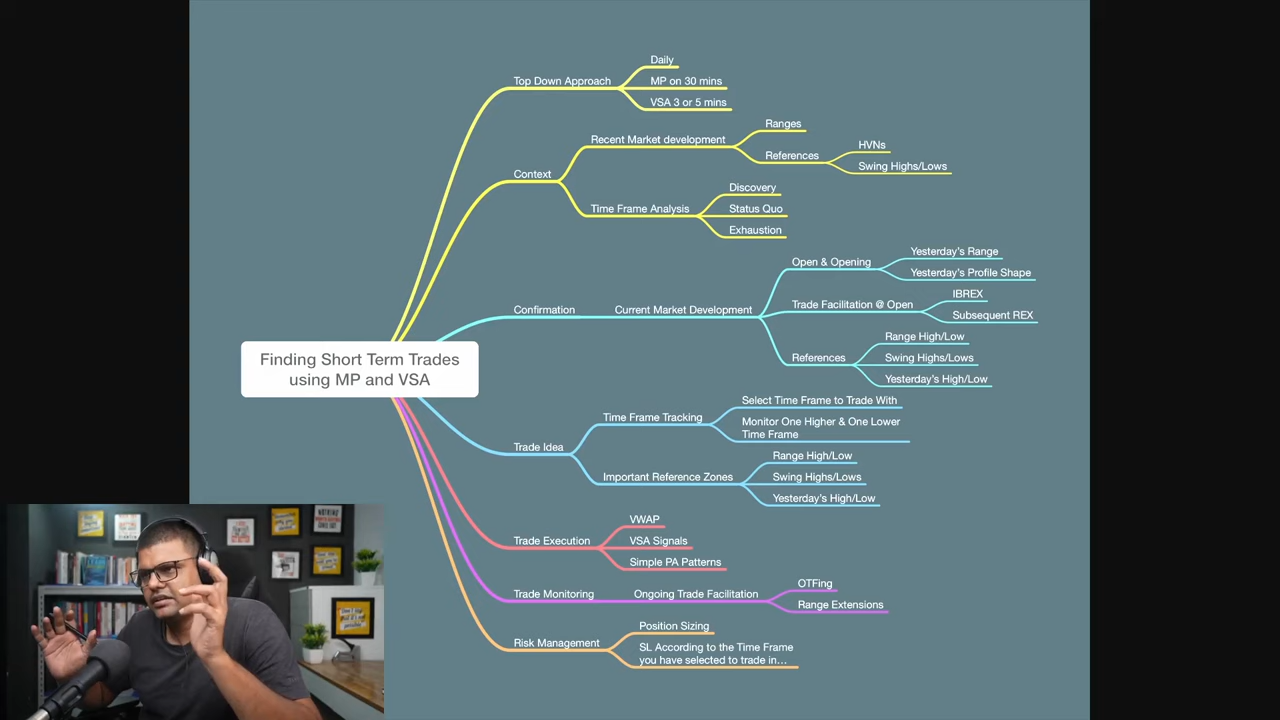 Daily
Top Down Approach
MP on 30 mins
VSA 3 or 5 mins
Ranges
Recent Market development
HVNs
References
Swing Highs/Lows
Context
Discovery
Time Frame Analysis
Status Quo
Exhaustion
Yesterday's Range
Open & Opening
Yesterday's Profile Shape
IBREX
Confirmation
Current Market Development
Trade Facilitation @ Open
Subsequent REX
Range High/Low
References
Swing Highs/Lows
Yesterday's High/Low
Finding Short Term Trades
using MP and VSA
Select Time Frame to Trade With
Time Frame Tracking
Monitor One Higher & One Lower
Time Frame
Trade Idea
Range High/Low
Important Reference Zones
Swing Highs/Lows
Yesterday's High/Low
VWAP
Trade Execution
VSA Signals
Simple PA Patterns
OTFing
Trade Monitoring
Ongoing Trade Facilitation
Range Extensions
Position Sizing
Risk Management
SL According to the Time Frame
you have selected to trade in...
NOTHING